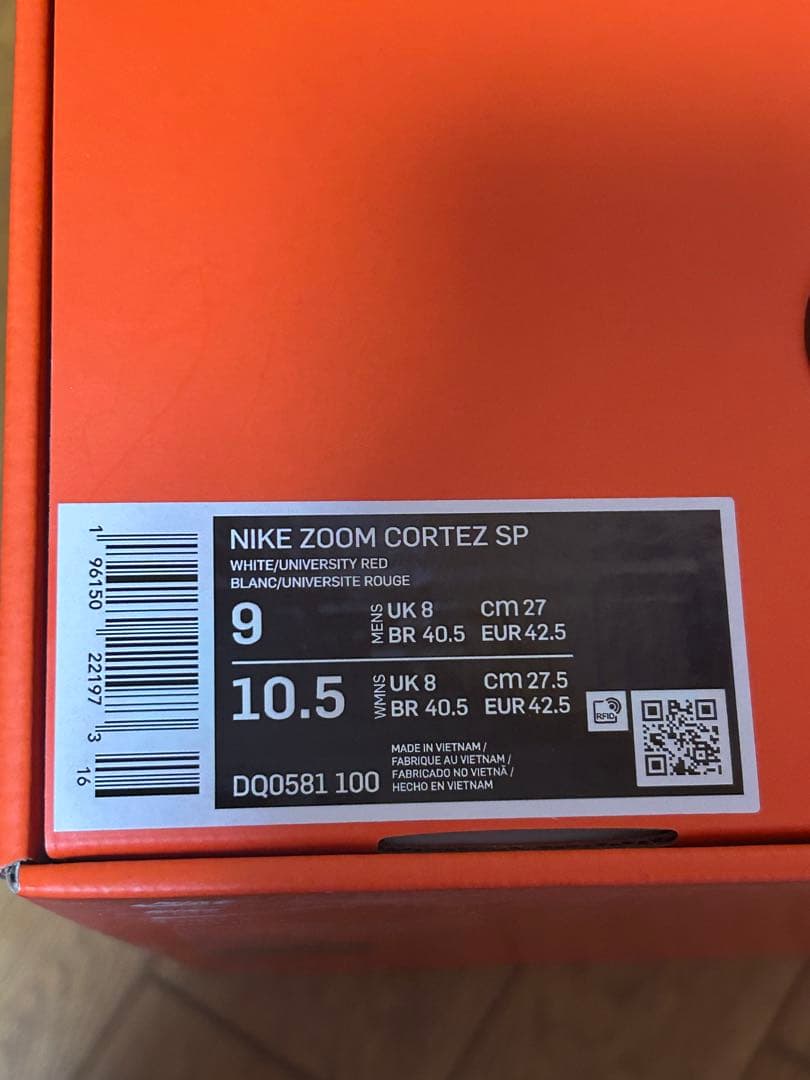 NIKE ZOOM CORTEZ SP
WHITE/UNIVERSITY RED
BLANC/UNIVERSITE ROUGE
9 MENS UK 8 cm 27
BR 40.5 EUR 42.5
10.5 WMNS UK 8 cm 27.5
BR 40.5 EUR 42.5
RFID
DQ0581 100
MADE IN VIETNAM /
FABRIQUE AU VIETNAM /
FABRICADO NO VIETNÃ /
HECHO EN VIETNAM
1 96150 22197 3 16